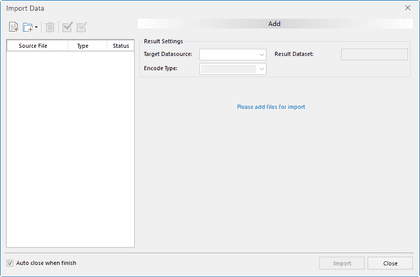 Import Data
Add
Source File Type Status
Result Settings
Target Datasource: Result Dataset:
Encode Type:
Please add files for import
Auto close when finish
Import Close